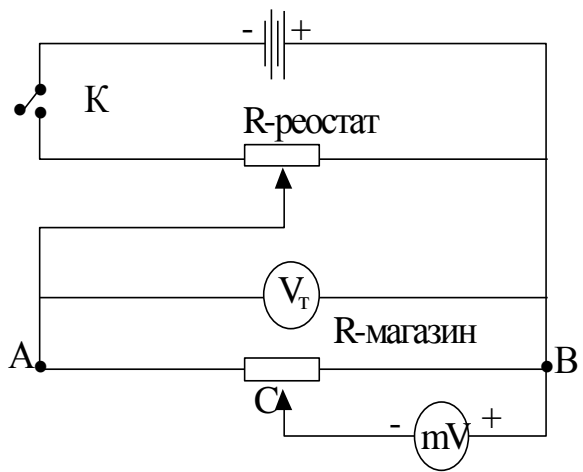 - +
К
R-реостат
Vт
R-магазин
А
В
С
- +
mV